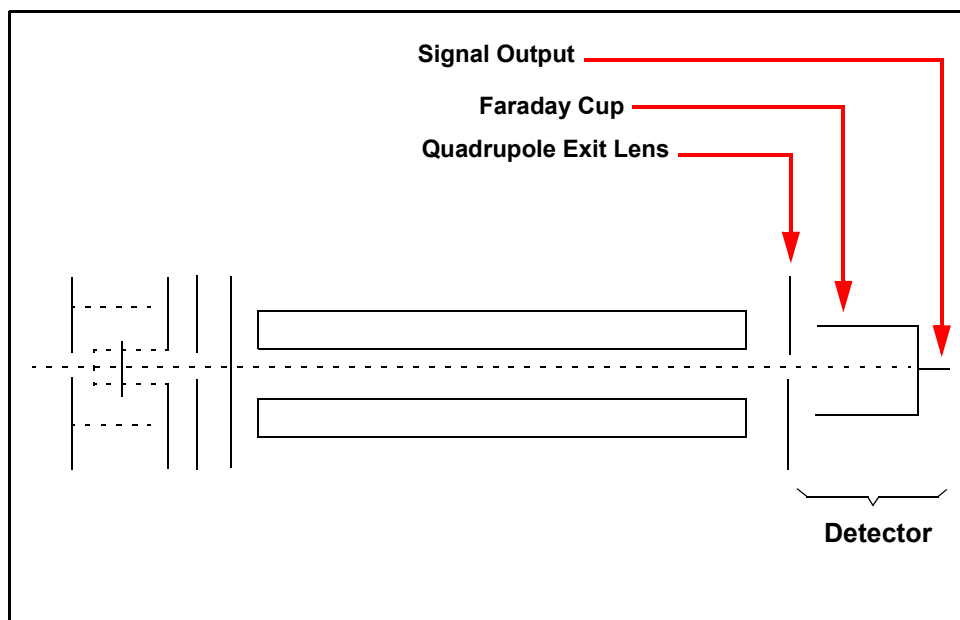 Signal Output
Faraday Cup
Quadrupole Exit Lens
Detector